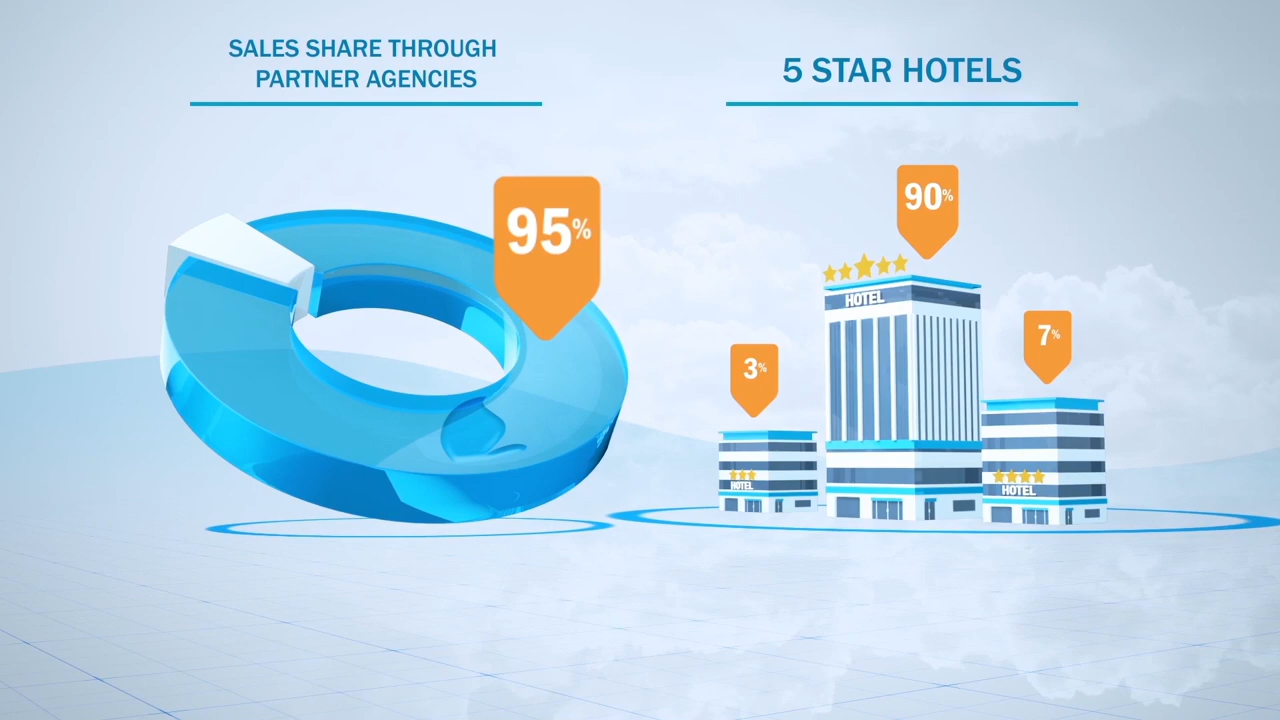 SALES SHARE THROUGH
PARTNER AGENCIES
95%
5 STAR HOTELS
90%
HOTEL
3%
HOTEL
7%
HOTEL